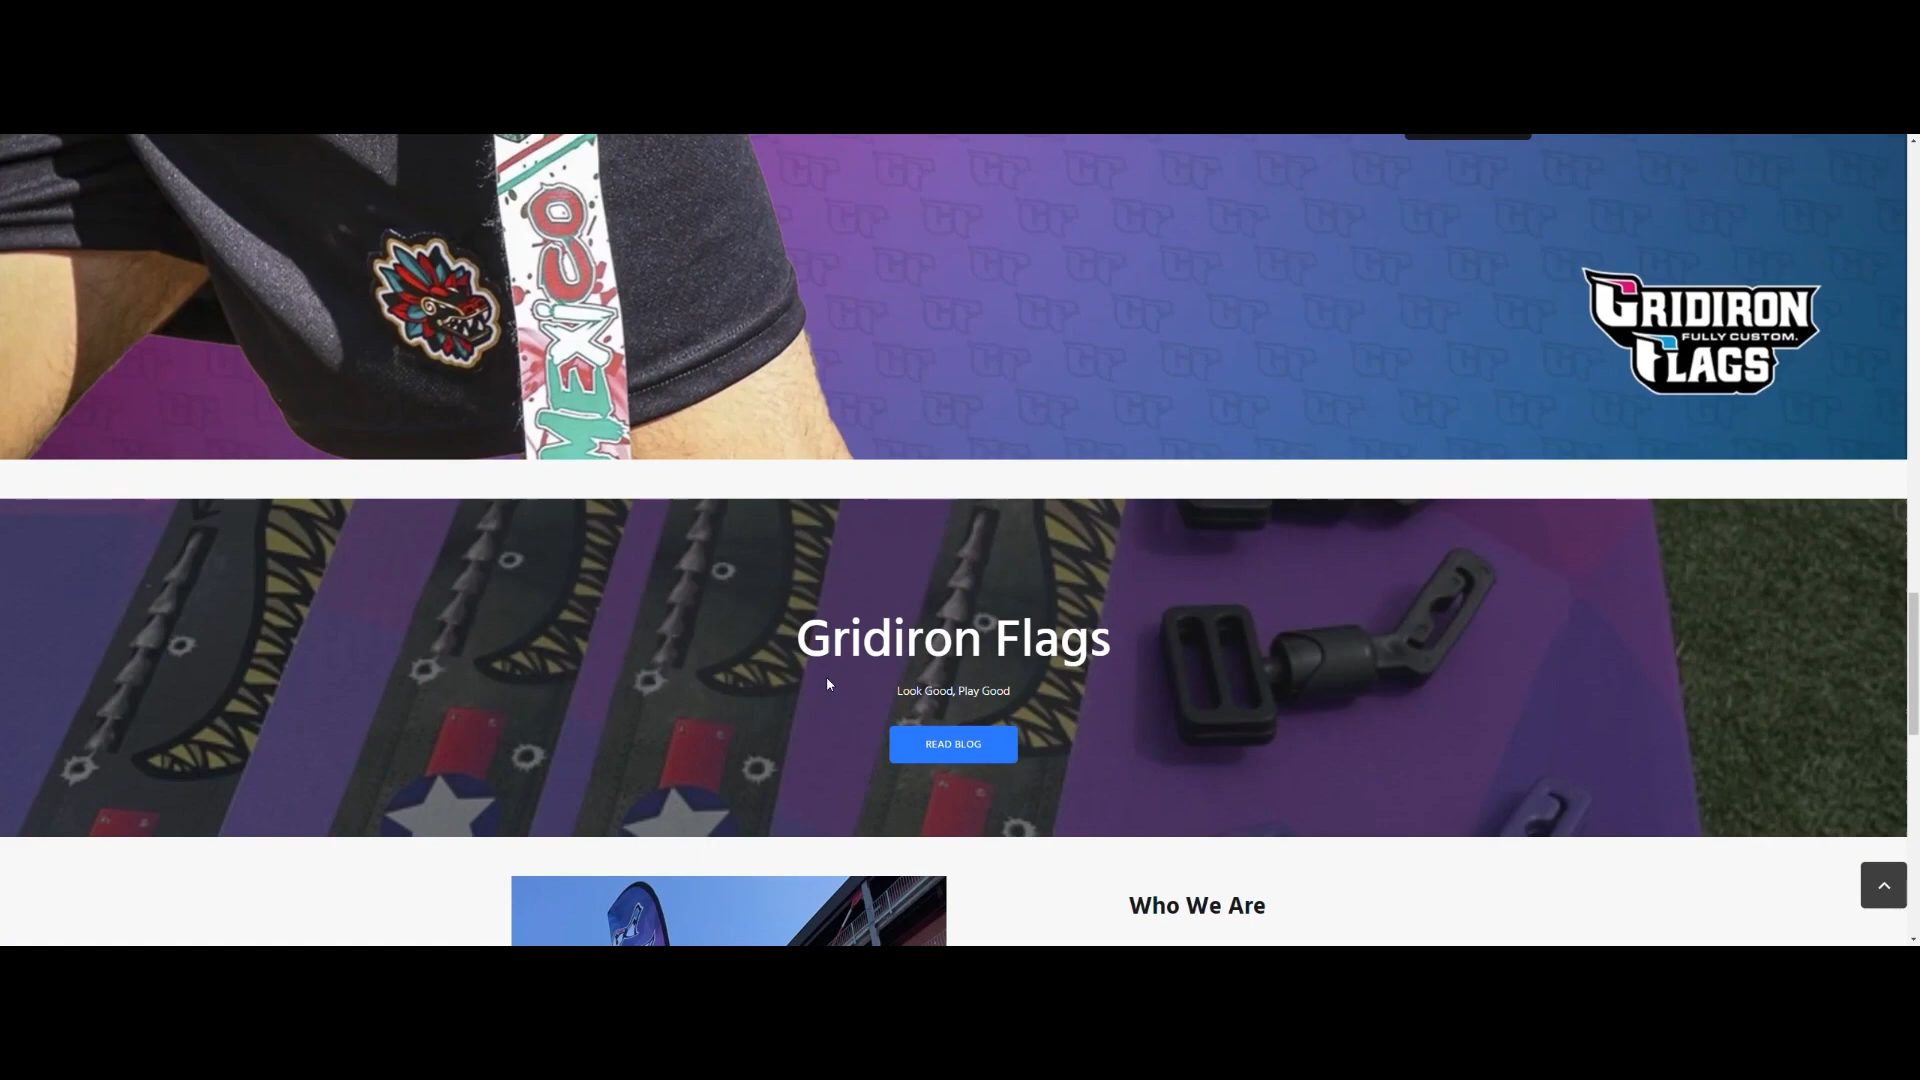 MEXICO
GRIDIRON
FULLY CUSTOM.
FLAGS
Gridiron Flags
Look Good, Play Good
READ BLOG
Who We Are